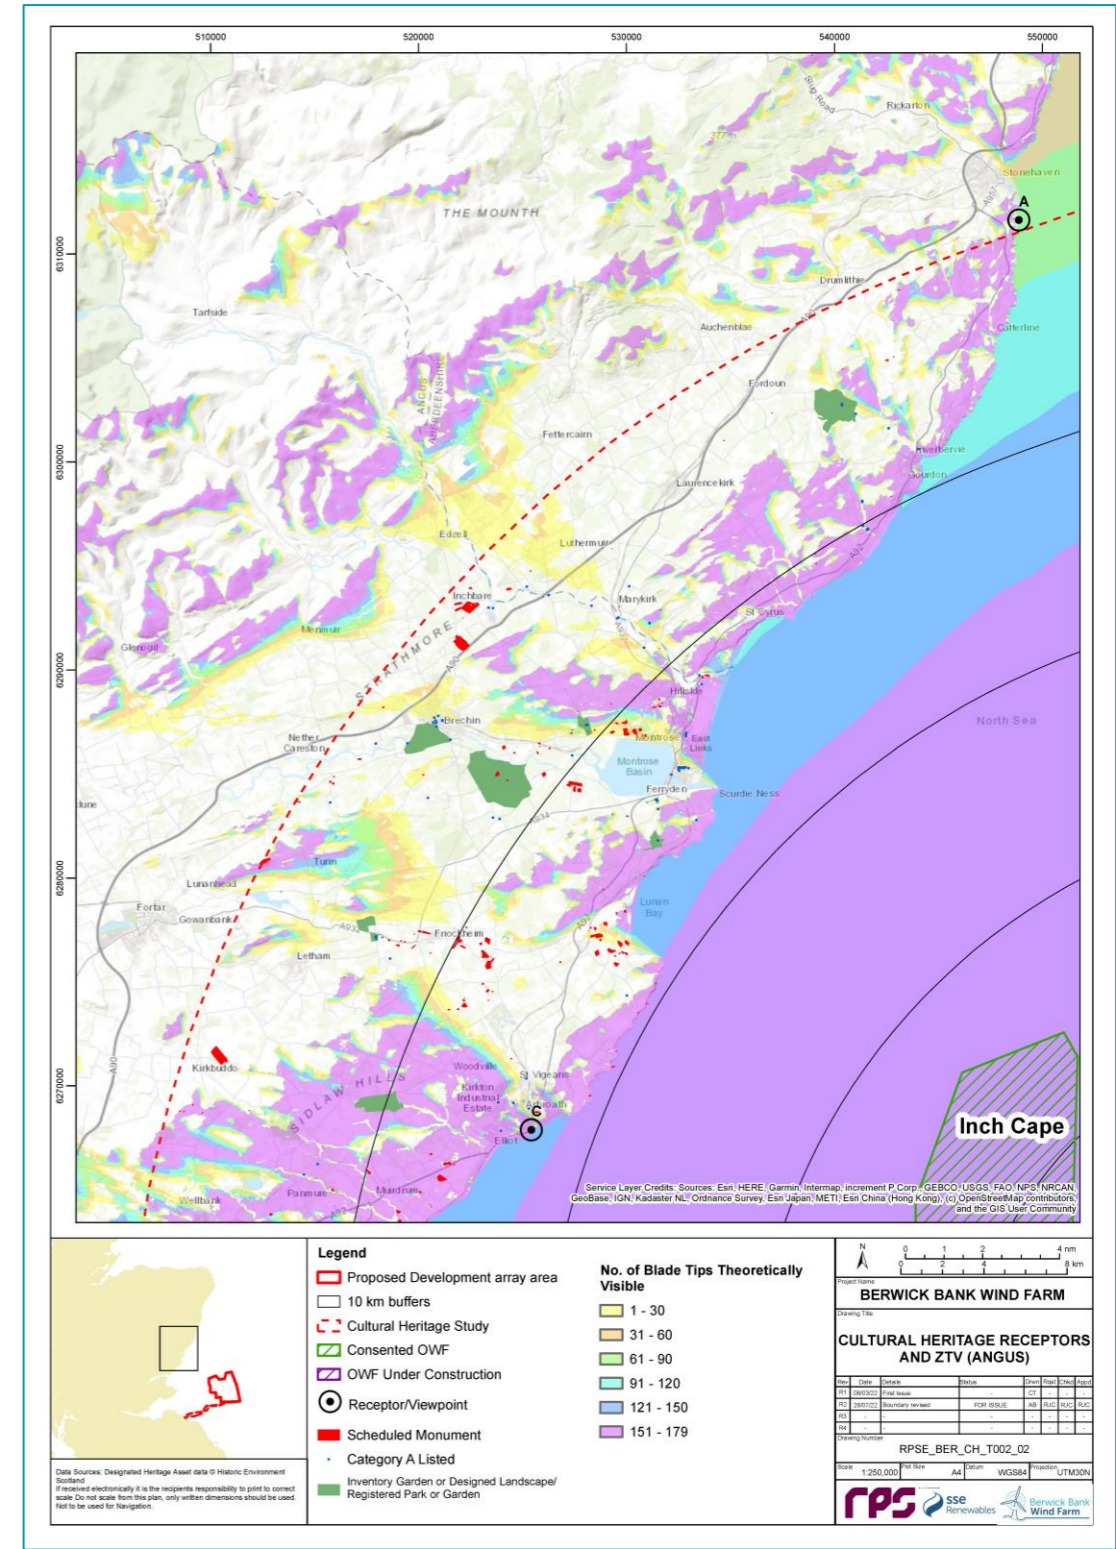 510000
520000
530000
540000
550000
Slug Road
Rickarton
377 m
Stonehaven
A957
A
THE MOUNTH
6310000
Drumlithie
Tarfside
A90
Auchenblae
Catterline
ANGUS
ABERDEENSHIRE
Fordoun
Fettercairn
6300000
Inverbervie
Gourdon
Laurencekirk
Edzell
Luthermuir
A92
Inchbare
Marykirk
St Cyrus
Menmuir
A937
Glenogil
STRATHMORE
A90
6290000
Hillside
Brechin
North Sea
Nether
Careston
Montrose
East
Links
Montrose
Basin
Ferryden
Scurdie Ness
lune
A934
Turin
6280000
Lunanhead
Forfar
Gowanbank
Lunan
Bay
A932
Friockheim
A92
Letham
Kirkbuddo
A90
6270000
SIDLAW HILLS
Woodville
St Vigeans
Kirkton
Industrial
Estate
Arbroath
C
Elliot
Inch Cape
Wellbank
Panmure
Muirdrum
A92
Service Layer Credits: Sources: Esri, HERE, Garmin, Intermap, increment P Corp., GEBCO, USGS, FAO, NPS, NRCAN,
GeoBase, IGN, Kadaster NL, Ordnance Survey, Esri Japan, METI, Esri China (Hong Kong), (c) OpenStreetMap contributors,
and the GIS User Community
Data Sources: Designated Heritage Asset data © Historic Environment
Scotland
If received electronically it is the recipients responsibility to print to correct
scale. Do not scale from this plan, only written dimensions should be used.
Not to be used for Navigation.
Legend
Proposed Development array area
10 km buffers
Cultural Heritage Study
Consented OWF
OWF Under Construction
Receptor/Viewpoint
Scheduled Monument
Category A Listed
Inventory Garden or Designed Landscape/
Registered Park or Garden
No. of Blade Tips Theoretically
Visible
1 - 30
31 - 60
61 - 90
91 - 120
121 - 150
151 - 179
N
0 1 2 4 nm
0 2 4 8 km
Project Name
BERWICK BANK WIND FARM
Drawing Title
CULTURAL HERITAGE RECEPTORS
AND ZTV (ANGUS)
Rev Date Details Status Drwn Rqst Chkd Appd
R1 08/03/22 First Issue - CT - - -
R2 28/07/22 Boundary revised FOR ISSUE AB RJC RJC RJC
R3 - - - - - - -
R4 - - - - - - -
Drawing Number
RPSE_BER_CH_T002_02
Scale 1:250,000 Plot Size A4 Datum WGS84 Projection UTM30N
rps
sse
Renewables
Berwick Bank
Wind Farm